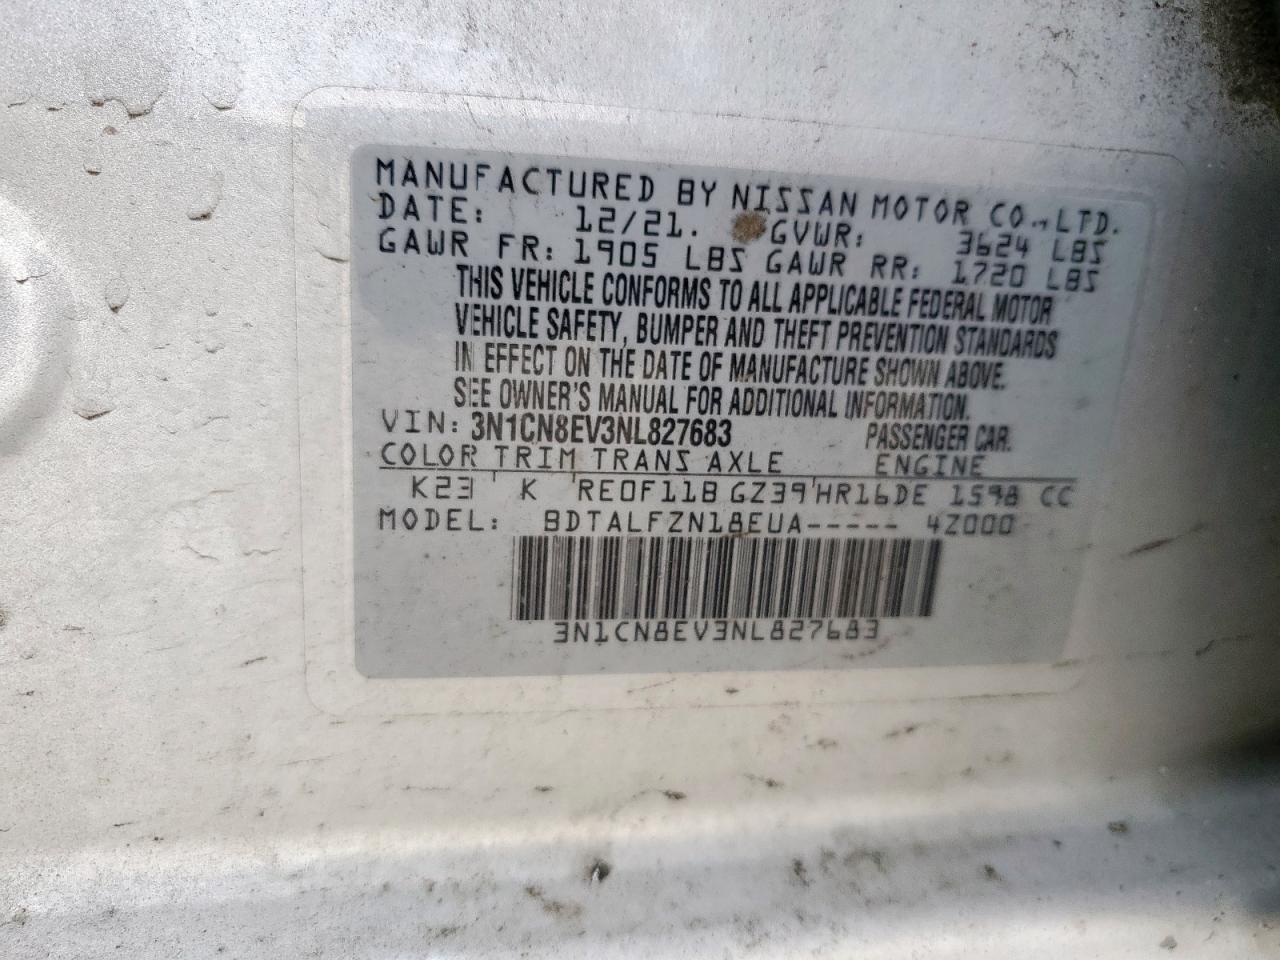 MANUFACTURED BY NISSAN MOTOR CO.,LTD.
DATE: 12/21. GVWR: 3624 LBS
GAWR FR: 1905 LBS GAWR RR: 1720 LBS
THIS VEHICLE CONFORMS TO ALL APPLICABLE FEDERAL MOTOR
VEHICLE SAFETY, BUMPER AND THEFT PREVENTION STANDARDS
IN EFFECT ON THE DATE OF MANUFACTURE SHOWN ABOVE.
SEE OWNER'S MANUAL FOR ADDITIONAL INFORMATION.
VIN: 3N1CN8EV3NL827683 PASSENGER CAR.
COLOR TRIM TRANS AXLE ENGINE
K23 ' K ' RE0F11B GZ39'HR16DE 1598 CC
MODEL: BDTALFZN18EUA----- 4Z000
3N1CN8EV3NL827683